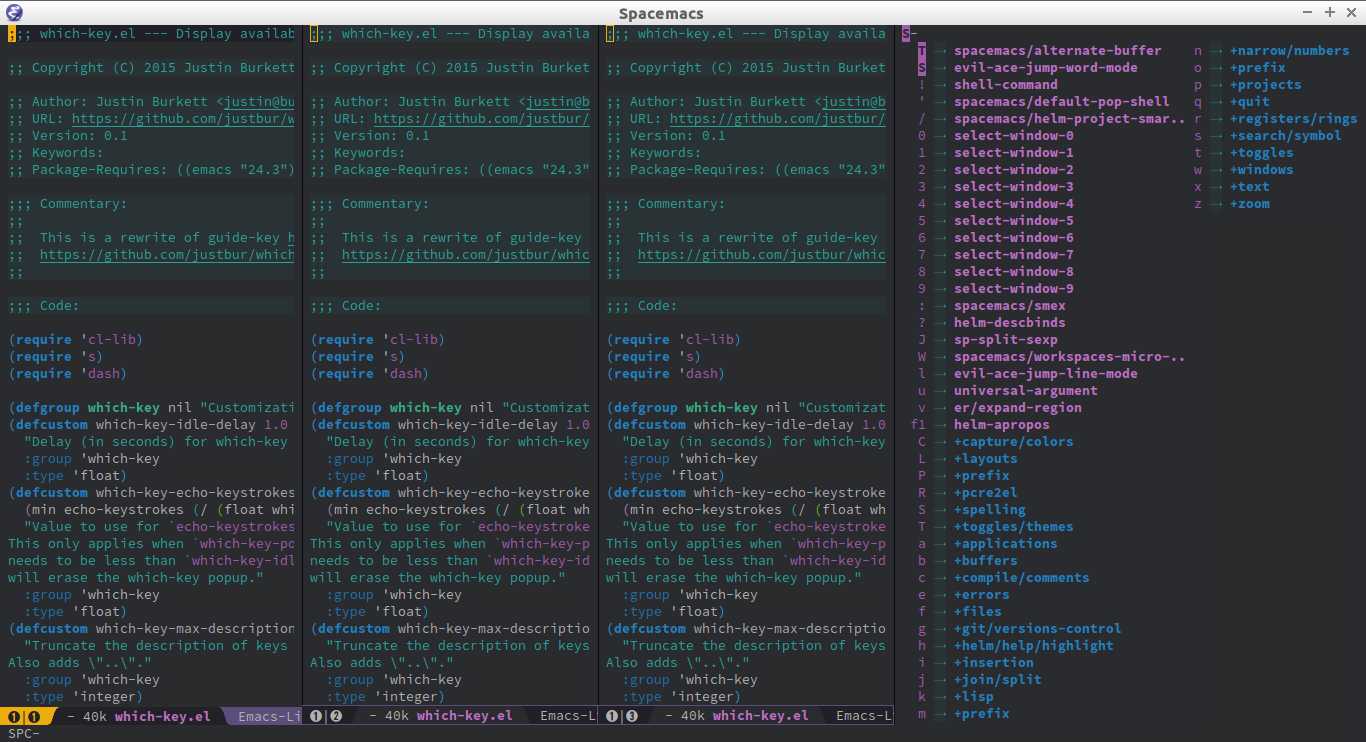 Spacemacs
;;; which-key.el --- Display availab
;; Copyright (C) 2015 Justin Burkett
;; Author: Justin Burkett <justin@bu
;; URL: https://github.com/justbur/w
;; Version: 0.1
;; Keywords:
;; Package-Requires: ((emacs "24.3")
;;; Commentary:
;;
;;  This is a rewrite of guide-key h
;;  https://github.com/justbur/which
;;
;;; Code:
(require 'cl-lib)
(require 's)
(require 'dash)
(defgroup which-key nil "Customizati
(defcustom which-key-idle-delay 1.0
  "Delay (in seconds) for which-key
  :group 'which-key
  :type 'float)
(defcustom which-key-echo-keystrokes
  (min echo-keystrokes (/ (float whi
  "Value to use for `echo-keystrokes
This only applies when `which-key-po
needs to be less than `which-key-idl
will erase the which-key popup."
  :group 'which-key
  :type 'float)
(defcustom which-key-max-description
  "Truncate the description of keys
Also adds \"..\"."
  :group 'which-key
  :type 'integer)
1|1 - 40k which-key.el Emacs-Li
;;; which-key.el --- Display availa
;; Copyright (C) 2015 Justin Burket
;; Author: Justin Burkett <justin@b
;; URL: https://github.com/justbur/
;; Version: 0.1
;; Keywords:
;; Package-Requires: ((emacs "24.3"
;;; Commentary:
;;
;;  This is a rewrite of guide-key
;;  https://github.com/justbur/whic
;;
;;; Code:
(require 'cl-lib)
(require 's)
(require 'dash)
(defgroup which-key nil "Customizat
(defcustom which-key-idle-delay 1.0
  "Delay (in seconds) for which-key
  :group 'which-key
  :type 'float)
(defcustom which-key-echo-keystroke
  (min echo-keystrokes (/ (float wh
  "Value to use for `echo-keystroke
This only applies when `which-key-p
needs to be less than `which-key-id
will erase the which-key popup."
  :group 'which-key
  :type 'float)
(defcustom which-key-max-descriptio
  "Truncate the description of keys
Also adds \"..\"."
  :group 'which-key
  :type 'integer)
1|2 - 40k which-key.el Emacs-L
;;; which-key.el --- Display availa
;; Copyright (C) 2015 Justin Burket
;; Author: Justin Burkett <justin@b
;; URL: https://github.com/justbur/
;; Version: 0.1
;; Keywords:
;; Package-Requires: ((emacs "24.3"
;;; Commentary:
;;
;;  This is a rewrite of guide-key
;;  https://github.com/justbur/whic
;;
;;; Code:
(require 'cl-lib)
(require 's)
(require 'dash)
(defgroup which-key nil "Customizat
(defcustom which-key-idle-delay 1.0
  "Delay (in seconds) for which-key
  :group 'which-key
  :type 'float)
(defcustom which-key-echo-keystroke
  (min echo-keystrokes (/ (float wh
  "Value to use for `echo-keystroke
This only applies when `which-key-p
needs to be less than `which-key-id
will erase the which-key popup."
  :group 'which-key
  :type 'float)
(defcustom which-key-max-descriptio
  "Truncate the description of keys
Also adds \"..\"."
  :group 'which-key
  :type 'integer)
1|3 - 40k which-key.el Emacs-L
S-
T → spacemacs/alternate-buffer
S → evil-ace-jump-word-mode
! → shell-command
' → spacemacs/default-pop-shell
/ → spacemacs/helm-project-smar..
0 → select-window-0
1 → select-window-1
2 → select-window-2
3 → select-window-3
4 → select-window-4
5 → select-window-5
6 → select-window-6
7 → select-window-7
8 → select-window-8
9 → select-window-9
: → spacemacs/smex
? → helm-descbinds
J → sp-split-sexp
W → spacemacs/workspaces-micro-..
l → evil-ace-jump-line-mode
u → universal-argument
v → er/expand-region
f1 → helm-apropos
C → +capture/colors
L → +layouts
P → +prefix
R → +pcre2el
S → +spelling
T → +toggles/themes
a → +applications
b → +buffers
c → +compile/comments
e → +errors
f → +files
g → +git/versions-control
h → +helm/help/highlight
i → +insertion
j → +join/split
k → +lisp
m → +prefix
n → +narrow/numbers
o → +prefix
p → +projects
q → +quit
r → +registers/rings
s → +search/symbol
t → +toggles
w → +windows
x → +text
z → +zoom
SPC-